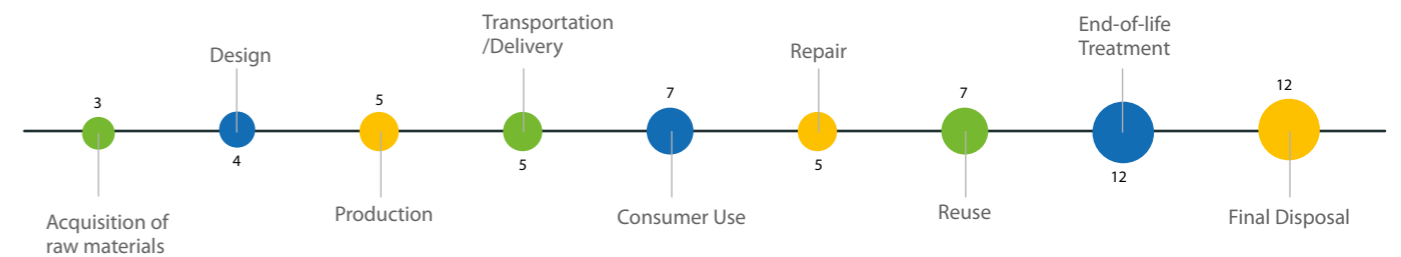 3
Acquisition of
raw materials
Design
4
5
Production
Transportation
/Delivery
5
7
Consumer Use
Repair
5
7
Reuse
End-of-life
Treatment
12
12
Final Disposal